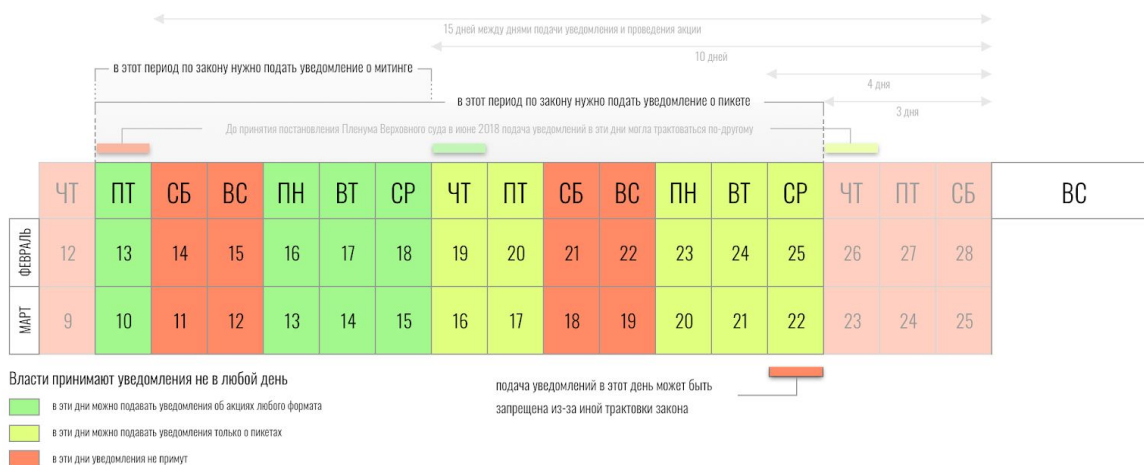 15 дней между днями подачи уведомления и проведения акции
10 дней
в этот период по закону нужно подать уведомление о митинге
4 дня
в этот период по закону нужно подать уведомление о пикете
3 дня
До принятия постановления Пленума Верховного суда в июне 2018 подача уведомлений в эти дни могла трактоваться по-другому
ЧТ ПТ СБ ВС ПН ВТ СР ЧТ ПТ СБ ВС ПН ВТ СР ЧТ ПТ СБ ВС
ФЕВРАЛЬ 12 13 14 15 16 17 18 19 20 21 22 23 24 25 26 27 28
МАРТ 9 10 11 12 13 14 15 16 17 18 19 20 21 22 23 24 25
Власти принимают уведомления не в любой день
в эти дни можно подавать уведомления об акциях любого формата
в эти дни можно подавать уведомления только о пикетах
в эти дни уведомления не примут
подача уведомлений в этот день может быть
запрещена из-за иной трактовки закона